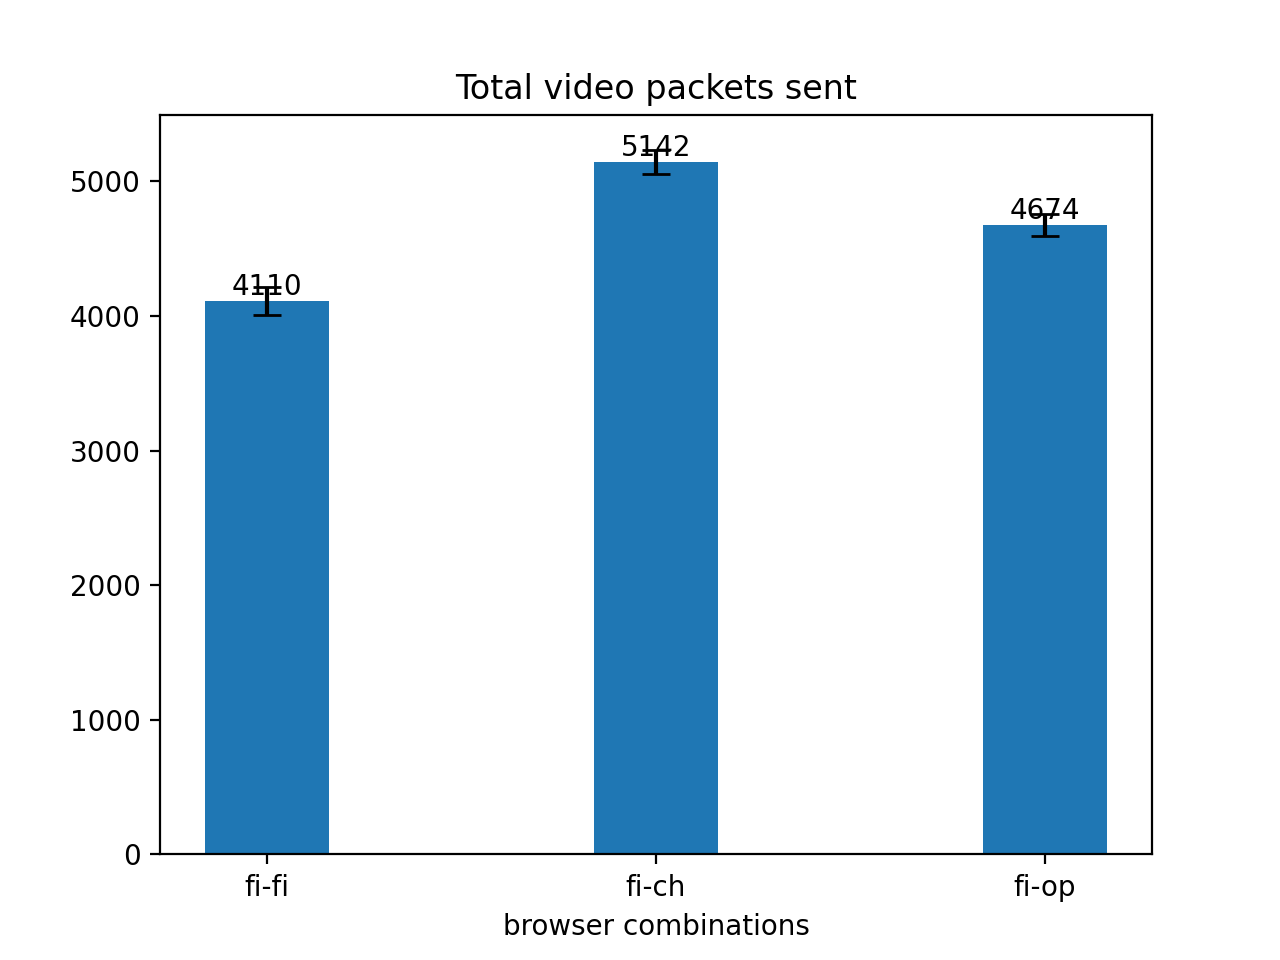 Total video packets sent
5142
4674
4110
5000
4000
3000
2000
1000
0
fi-fi
fi-ch
fi-op
browser combinations